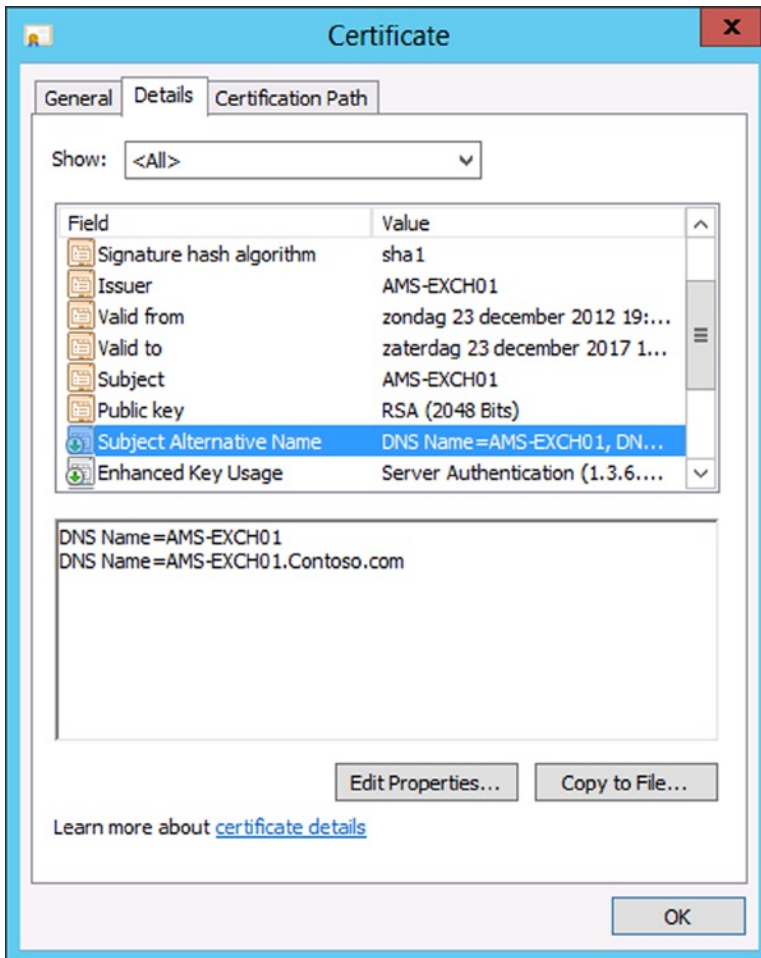 Certificate
x
General Details Certification Path
Show: <All>
Field Value
Signature hash algorithm sha1
Issuer AMS-EXCH01
Valid from zondag 23 december 2012 19:...
Valid to zaterdag 23 december 2017 1...
Subject AMS-EXCH01
Public key RSA (2048 Bits)
Subject Alternative Name DNS Name=AMS-EXCH01, DN...
Enhanced Key Usage Server Authentication (1.3.6....
DNS Name=AMS-EXCH01
DNS Name=AMS-EXCH01.Contoso.com
Edit Properties... Copy to File...
Learn more about certificate details
OK